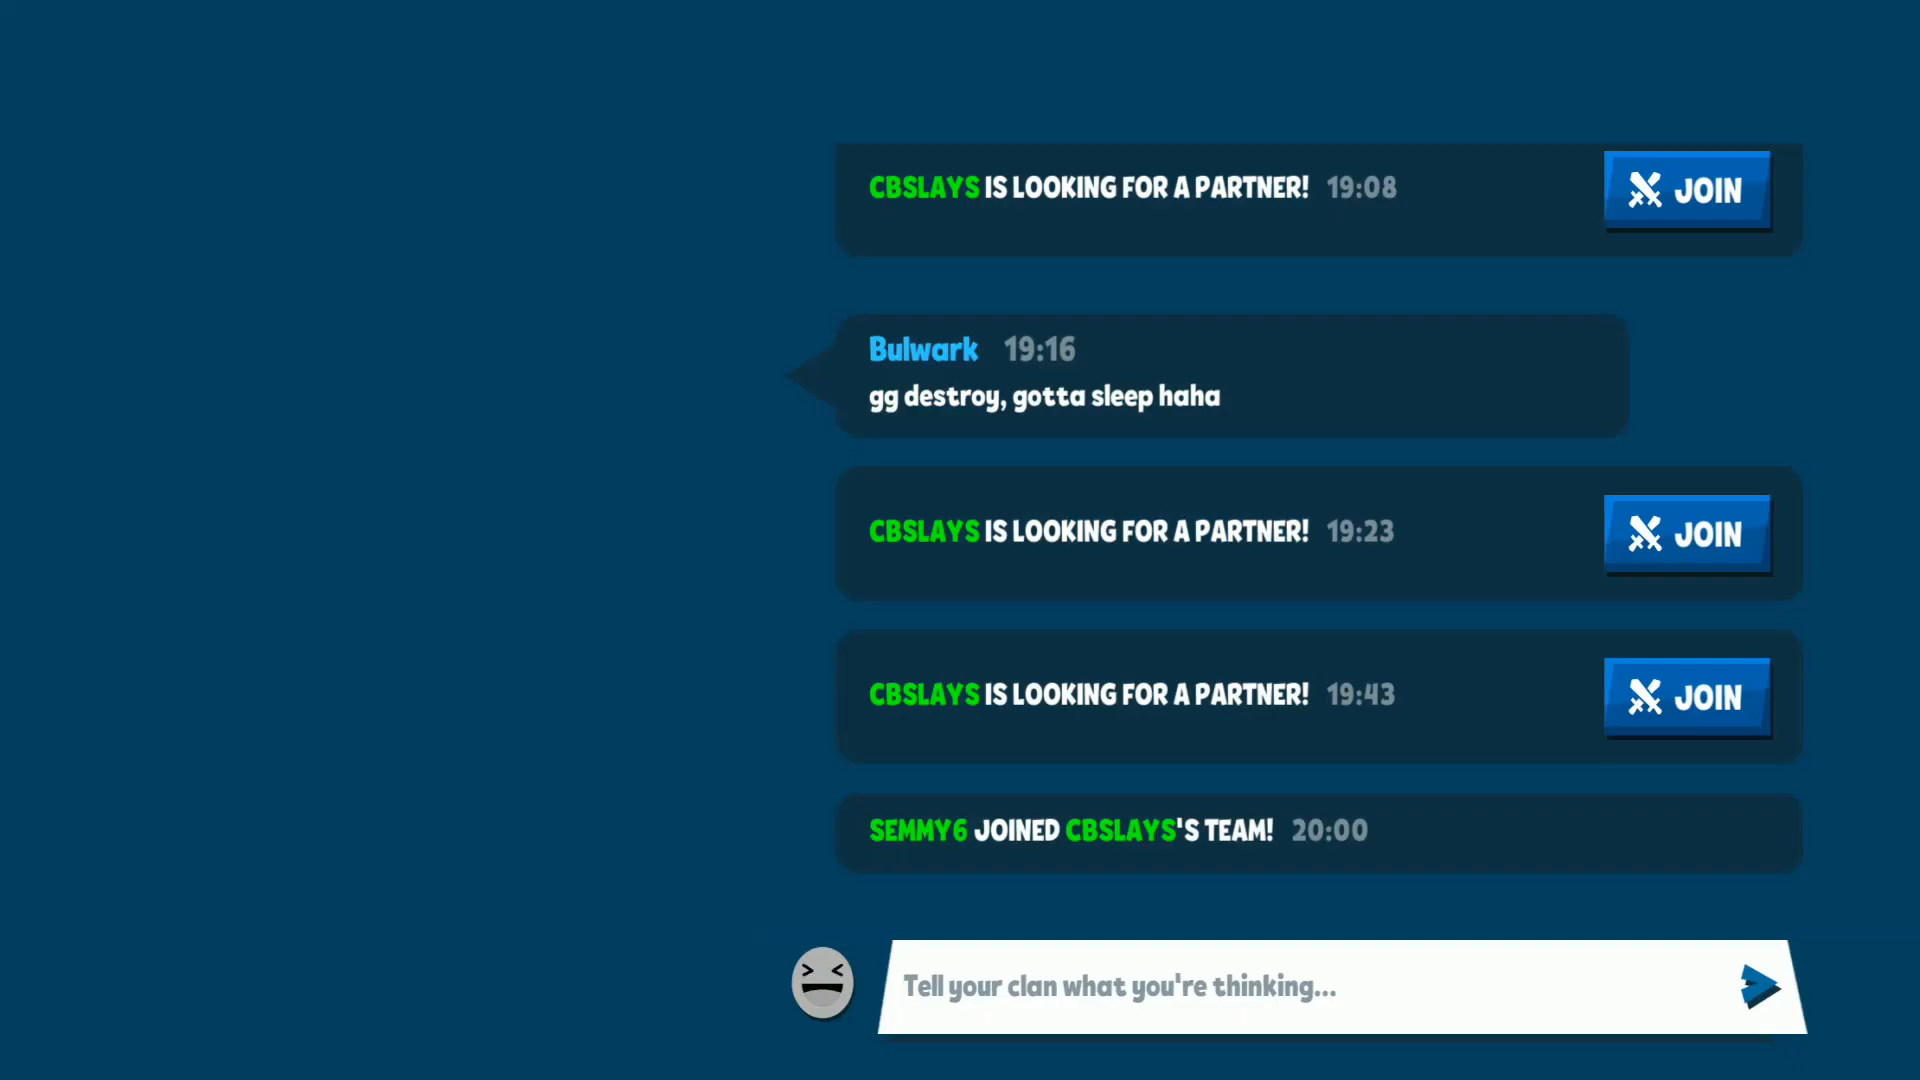 CBSLAYS IS LOOKING FOR A PARTNER! 19:08
JOIN
Bulwark 19:16
gg destroy, gotta sleep haha
CBSLAYS IS LOOKING FOR A PARTNER! 19:23
JOIN
CBSLAYS IS LOOKING FOR A PARTNER! 19:43
JOIN
SEMMY6 JOINED CBSLAYS'S TEAM! 20:00
Tell your clan what you're thinking...